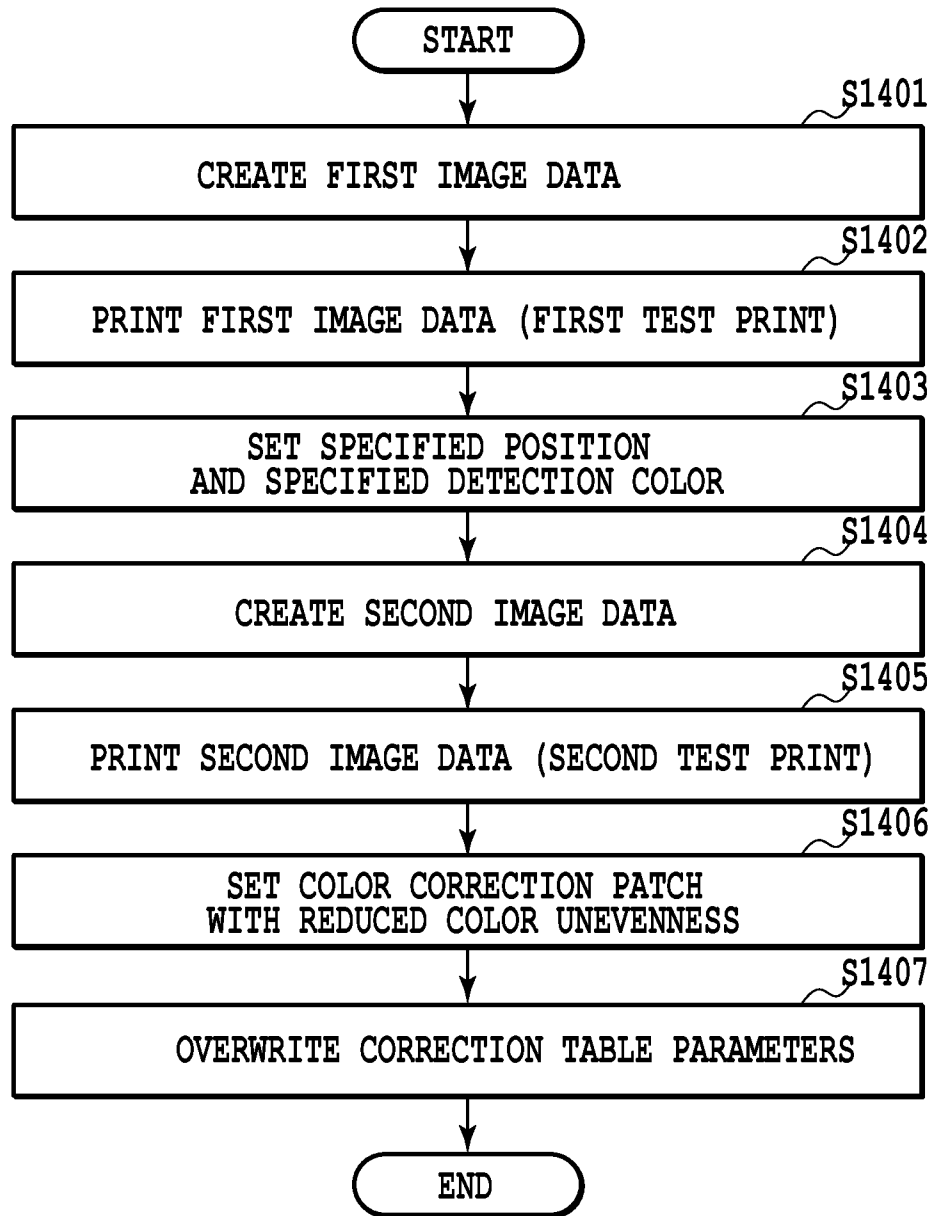 START
S1401
CREATE FIRST IMAGE DATA
S1402
PRINT FIRST IMAGE DATA (FIRST TEST PRINT)
S1403
SET SPECIFIED POSITION
AND SPECIFIED DETECTION COLOR
S1404
CREATE SECOND IMAGE DATA
S1405
PRINT SECOND IMAGE DATA (SECOND TEST PRINT)
S1406
SET COLOR CORRECTION PATCH
WITH REDUCED COLOR UNEVENNESS
S1407
OVERWRITE CORRECTION TABLE PARAMETERS
END